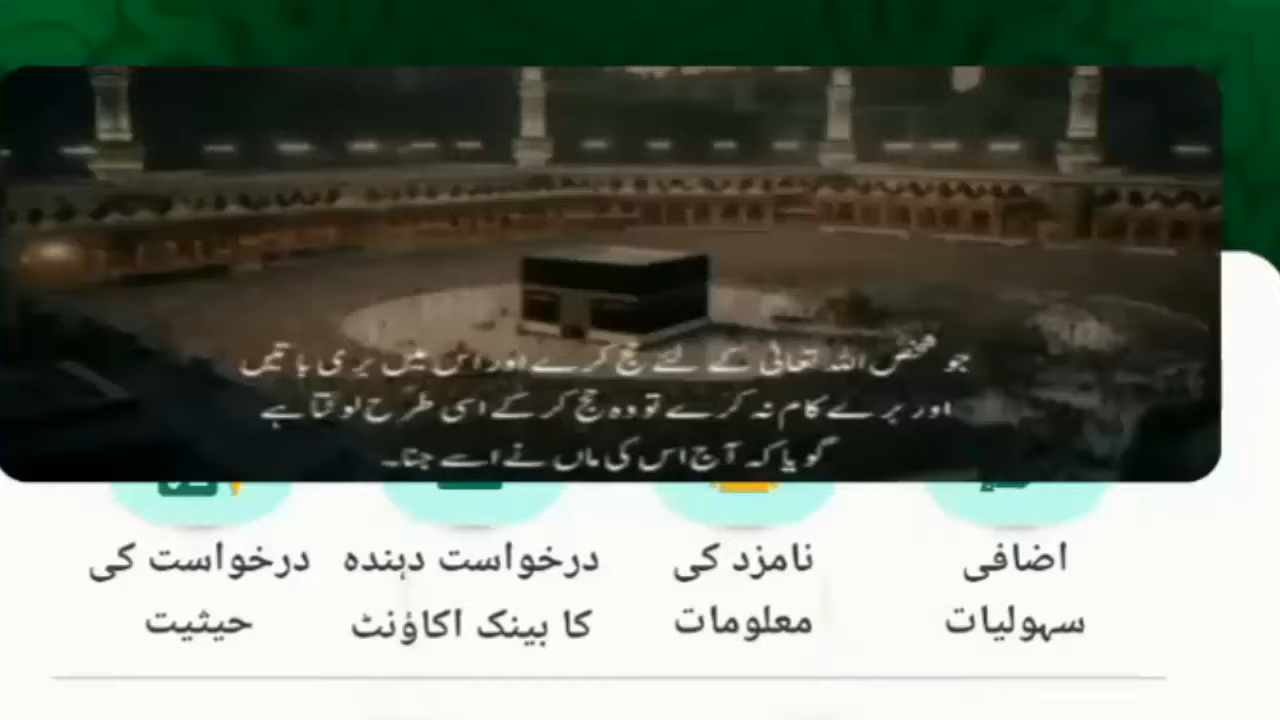 جو شخص اللہ تعالیٰ کے لئے حج کرے اور اس میں بری باتیں
اور برے کام نہ کرے تو وہ حج کر کے اسی طرح لوٹتا ہے
گویا کہ آج اس کی ماں نے اسے جنا۔
اضافی
سہولیات
نامزد کی
معلومات
درخواست دہندہ
کا بینک اکاؤنٹ
درخواست کی
حیثیت